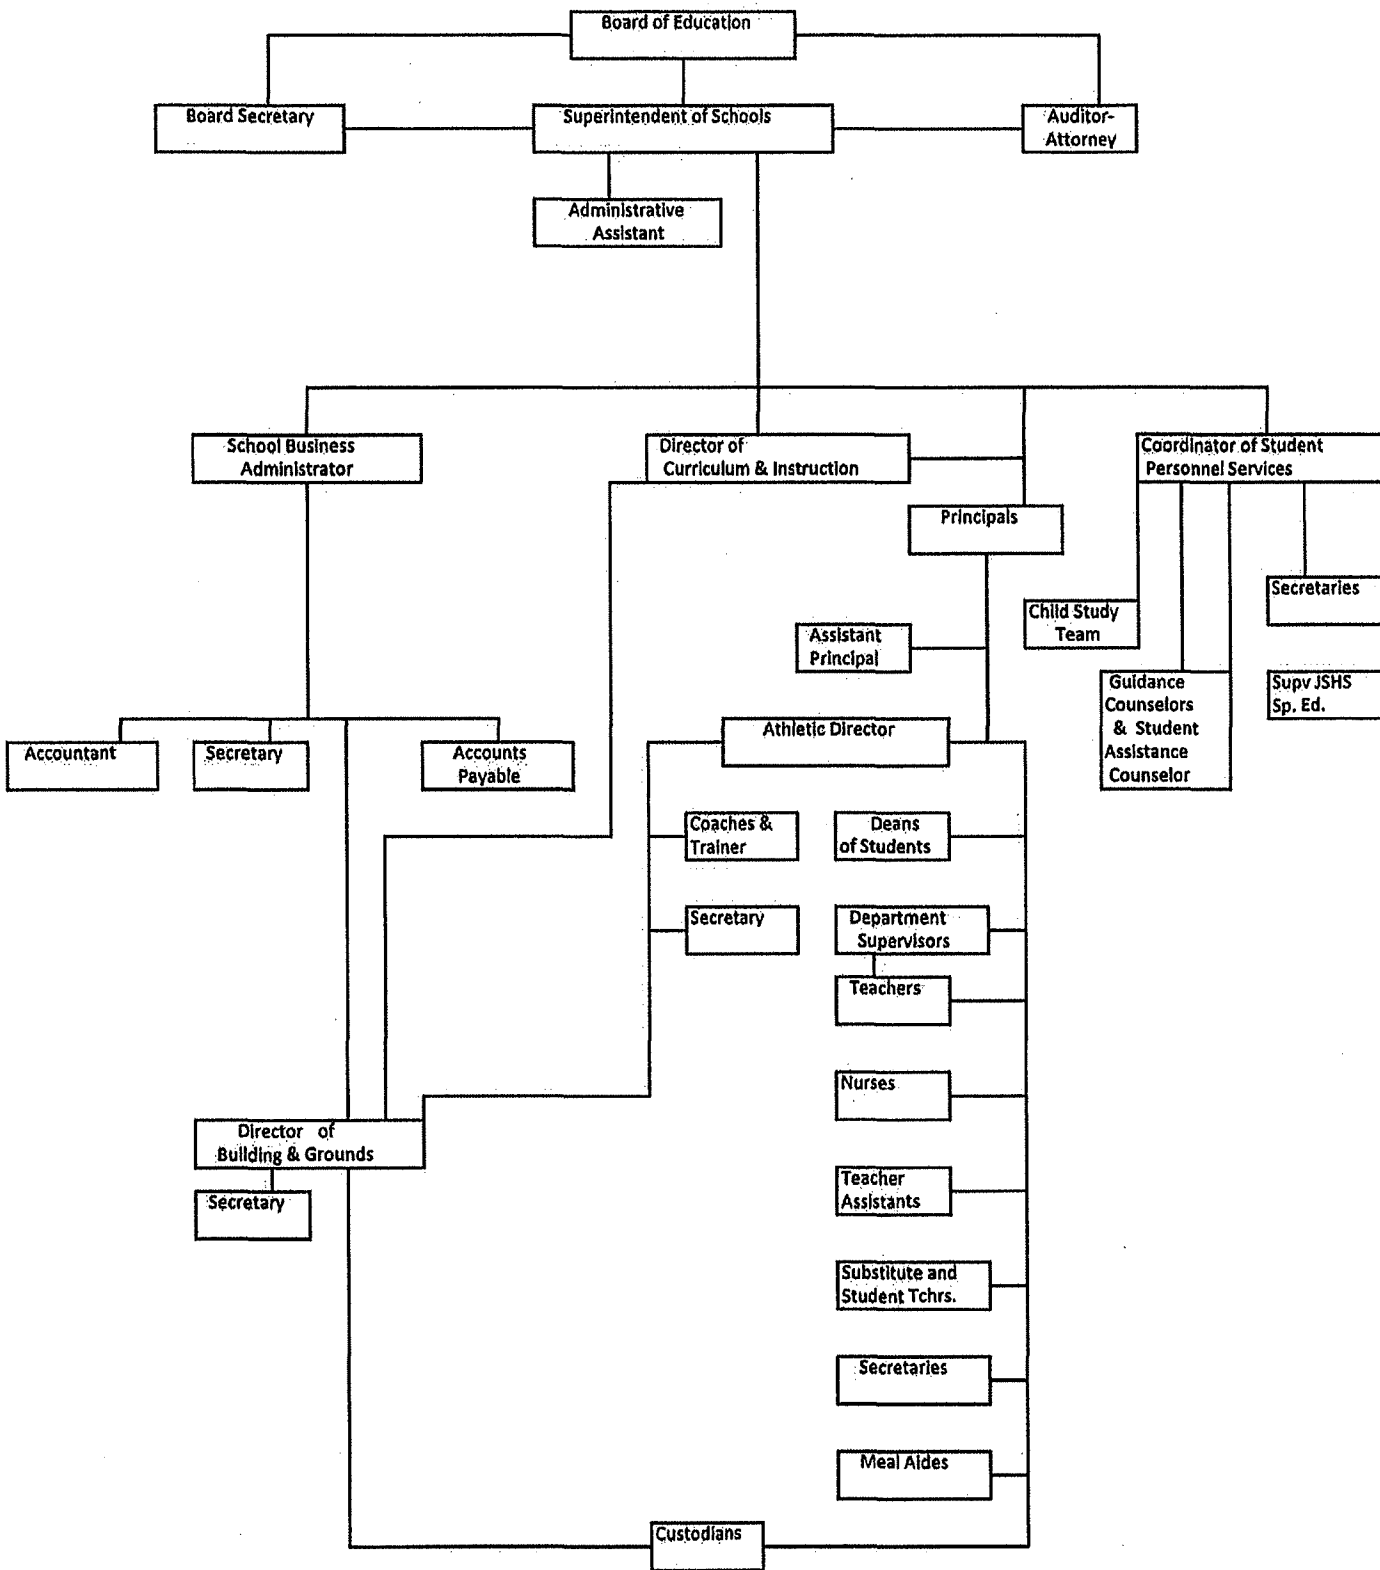 Board of Education
Board Secretary
Superintendent of Schools
Auditor-
Attorney
Administrative
Assistant
School Business
Administrator
Director of
Curriculum & Instruction
Coordinator of Student
Personnel Services
Principals
Secretaries
Child Study
Team
Assistant
Principal
Guidance
Counselors
& Student
Assistance
Counselor
Supv JSHS
Sp. Ed.
Athletic Director
Accountant
Secretary
Accounts
Payable
Coaches &
Trainer
Deans
of Students
Secretary
Department
Supervisors
Teachers
Nurses
Director of
Building & Grounds
Teacher
Assistants
Secretary
Substitute and
Student Tchrs.
Secretaries
Meal Aides
Custodians